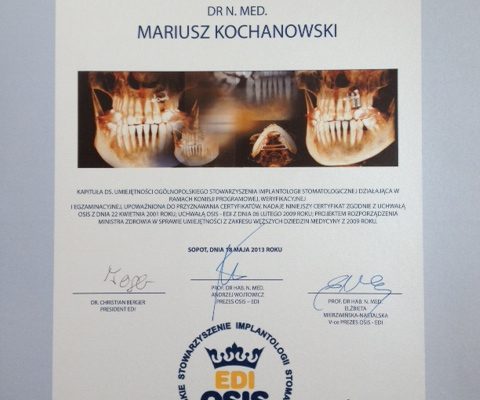 DR N. MED.
MARIUSZ KOCHANOWSKI
KAPITUŁA DS. UMIEJĘTNOŚCI OGÓLNOPOLSKIEGO STOWARZYSZENIA IMPLANTOLOGII STOMATOLOGICZNEJ DZIAŁAJĄCA W
RAMACH KOMISJI PROGRAMOWEJ, WERYFIKACYJNEJ
I EGZAMINACYJNEJ, UPOWAŻNIONA DO PRZYZNAWANIA CERTYFIKATÓW, NADAJE NINIEJSZY CERTYFIKAT ZGODNIE Z UCHWAŁĄ
OSIS Z DNIA 22 KWIETNIA 2001 ROKU; UCHWAŁĄ OSIS - EDI Z DNIA 06 LUTEGO 2009 ROKU; PROJEKTEM ROZPORZĄDZENIA
MINISTRA ZDROWIA W SPRAWIE UMIEJĘTNOŚCI Z ZAKRESU WĘŻSZYCH DZIEDZIN MEDYCYNY Z 2009 ROKU.
SOPOT, DNIA 18 MAJA 2013 ROKU
DR. CHRISTIAN BERGER
PRESIDENT EDI
PROF. DR HAB. N. MED.
ANDRZEJ WOJTOWICZ
PREZES OSIS – EDI
PROF. DR HAB. N. MED.
ELŻBIETA
MIERZWIŃSKA-NASTALSKA
V-ce PREZES OSIS - EDI
STOWARZYSZENIE IMPLANTOLOGII
EDI
OSIS